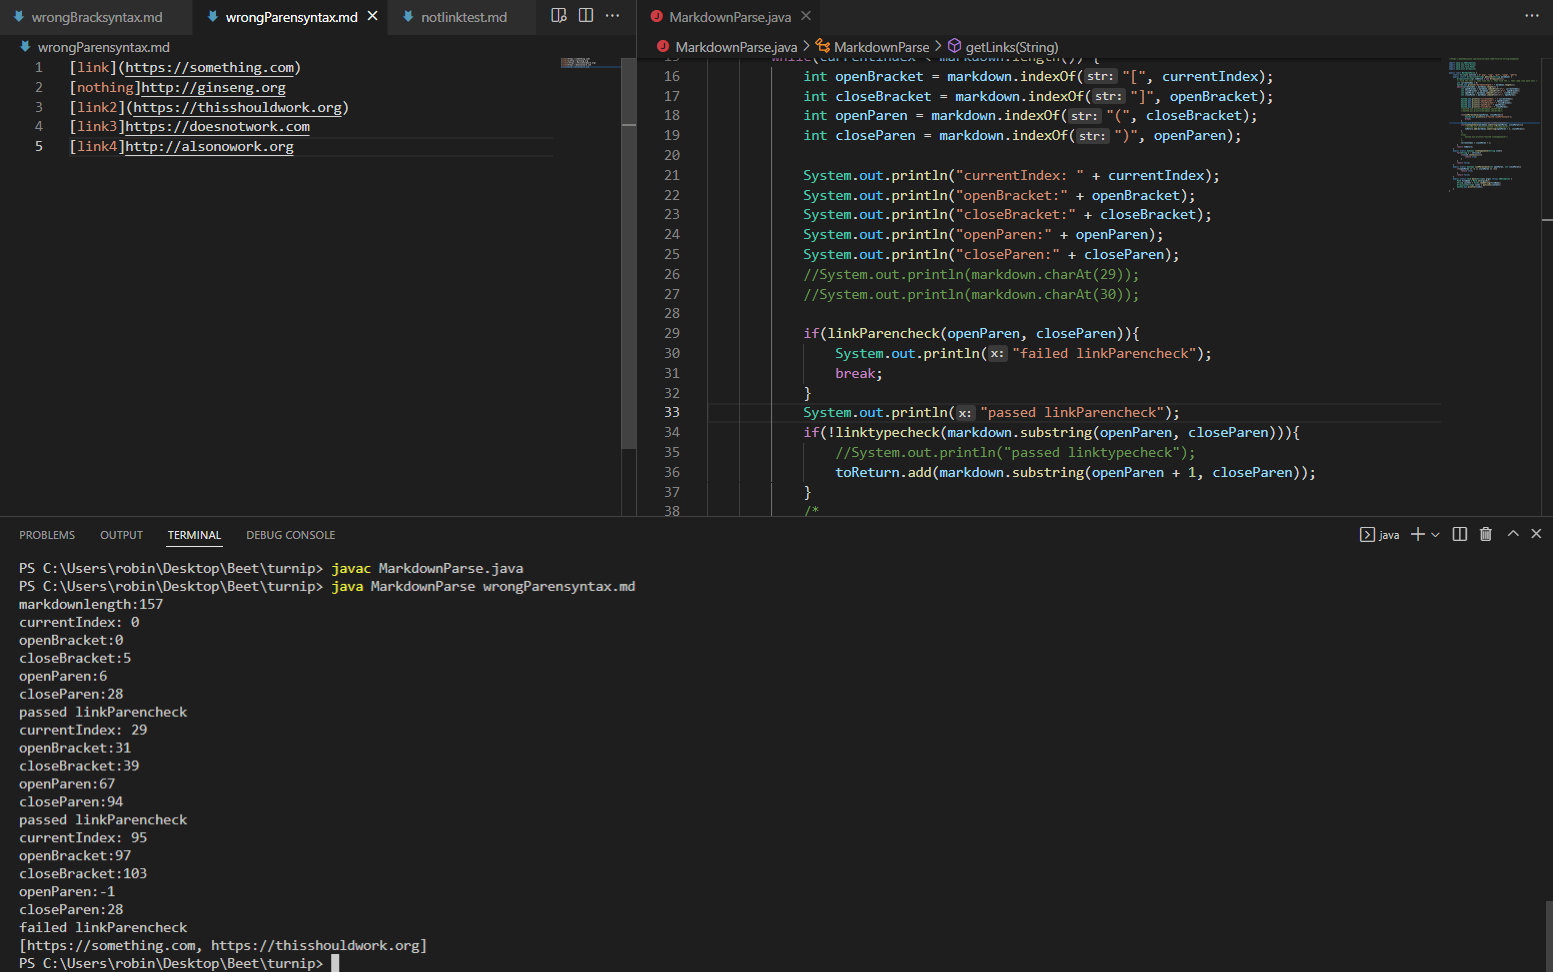 wrongBracksyntax.md wrongParensyntax.md notlinktest.md
wrongParensyntax.md
1 [link](https://something.com)
2 [nothing]http://ginseng.org
3 [link2](https://thisshouldwork.org)
4 [link3]https://doesnotwork.com
5 [link4]http://alsonowork.org
MarkdownParse.java
MarkdownParse.java > MarkdownParse > getLinks(String)
15 while(currentIndex < markdown.length()) {
16 int openBracket = markdown.indexOf(str: "[", currentIndex);
17 int closeBracket = markdown.indexOf(str: "]", openBracket);
18 int openParen = markdown.indexOf(str: "(", closeBracket);
19 int closeParen = markdown.indexOf(str: ")", openParen);
20
21 System.out.println("currentIndex: " + currentIndex);
22 System.out.println("openBracket:" + openBracket);
23 System.out.println("closeBracket:" + closeBracket);
24 System.out.println("openParen:" + openParen);
25 System.out.println("closeParen:" + closeParen);
26 //System.out.println(markdown.charAt(29));
27 //System.out.println(markdown.charAt(30));
28
29 if(linkParencheck(openParen, closeParen)){
30 System.out.println(x: "failed linkParencheck");
31 break;
32 }
33 System.out.println(x: "passed linkParencheck");
34 if(!linktypecheck(markdown.substring(openParen, closeParen))){
35 //System.out.println("passed linktypecheck");
36 toReturn.add(markdown.substring(openParen + 1, closeParen));
37 }
38 /*
PROBLEMS OUTPUT TERMINAL DEBUG CONSOLE
java
PS C:\Users\robin\Desktop\Beet\turnip> javac MarkdownParse.java
PS C:\Users\robin\Desktop\Beet\turnip> java MarkdownParse wrongParensyntax.md
markdownlength:157
currentIndex: 0
openBracket:0
closeBracket:5
openParen:6
closeParen:28
passed linkParencheck
currentIndex: 29
openBracket:31
closeBracket:39
openParen:67
closeParen:94
passed linkParencheck
currentIndex: 95
openBracket:97
closeBracket:103
openParen:-1
closeParen:28
failed linkParencheck
[https://something.com, https://thisshouldwork.org]
PS C:\Users\robin\Desktop\Beet\turnip>